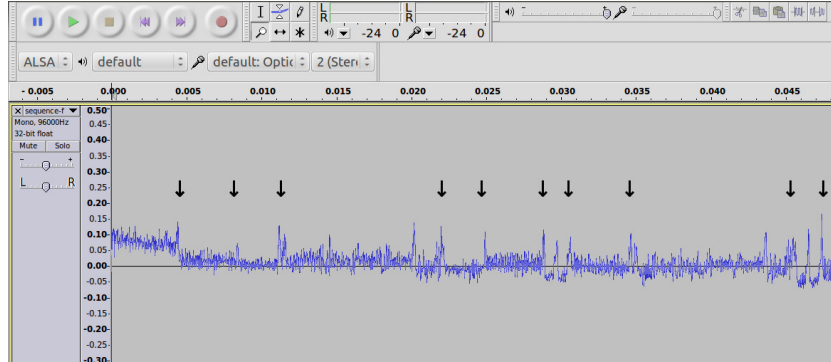 I
L
R
-24 0
L
R
-24 0
ALSA default default: Optic 2 (Ster
- 0.005 0.000 0.005 0.010 0.015 0.020 0.025 0.030 0.035 0.040 0.045
X sequence-f
Mono, 96000Hz
32-bit float
Mute Solo
- +
L R
0.50
0.45
0.40
0.35
0.30
0.25
0.20
0.15
0.10
0.05
0.00
-0.05
-0.10
-0.15
-0.20
-0.25
-0.30